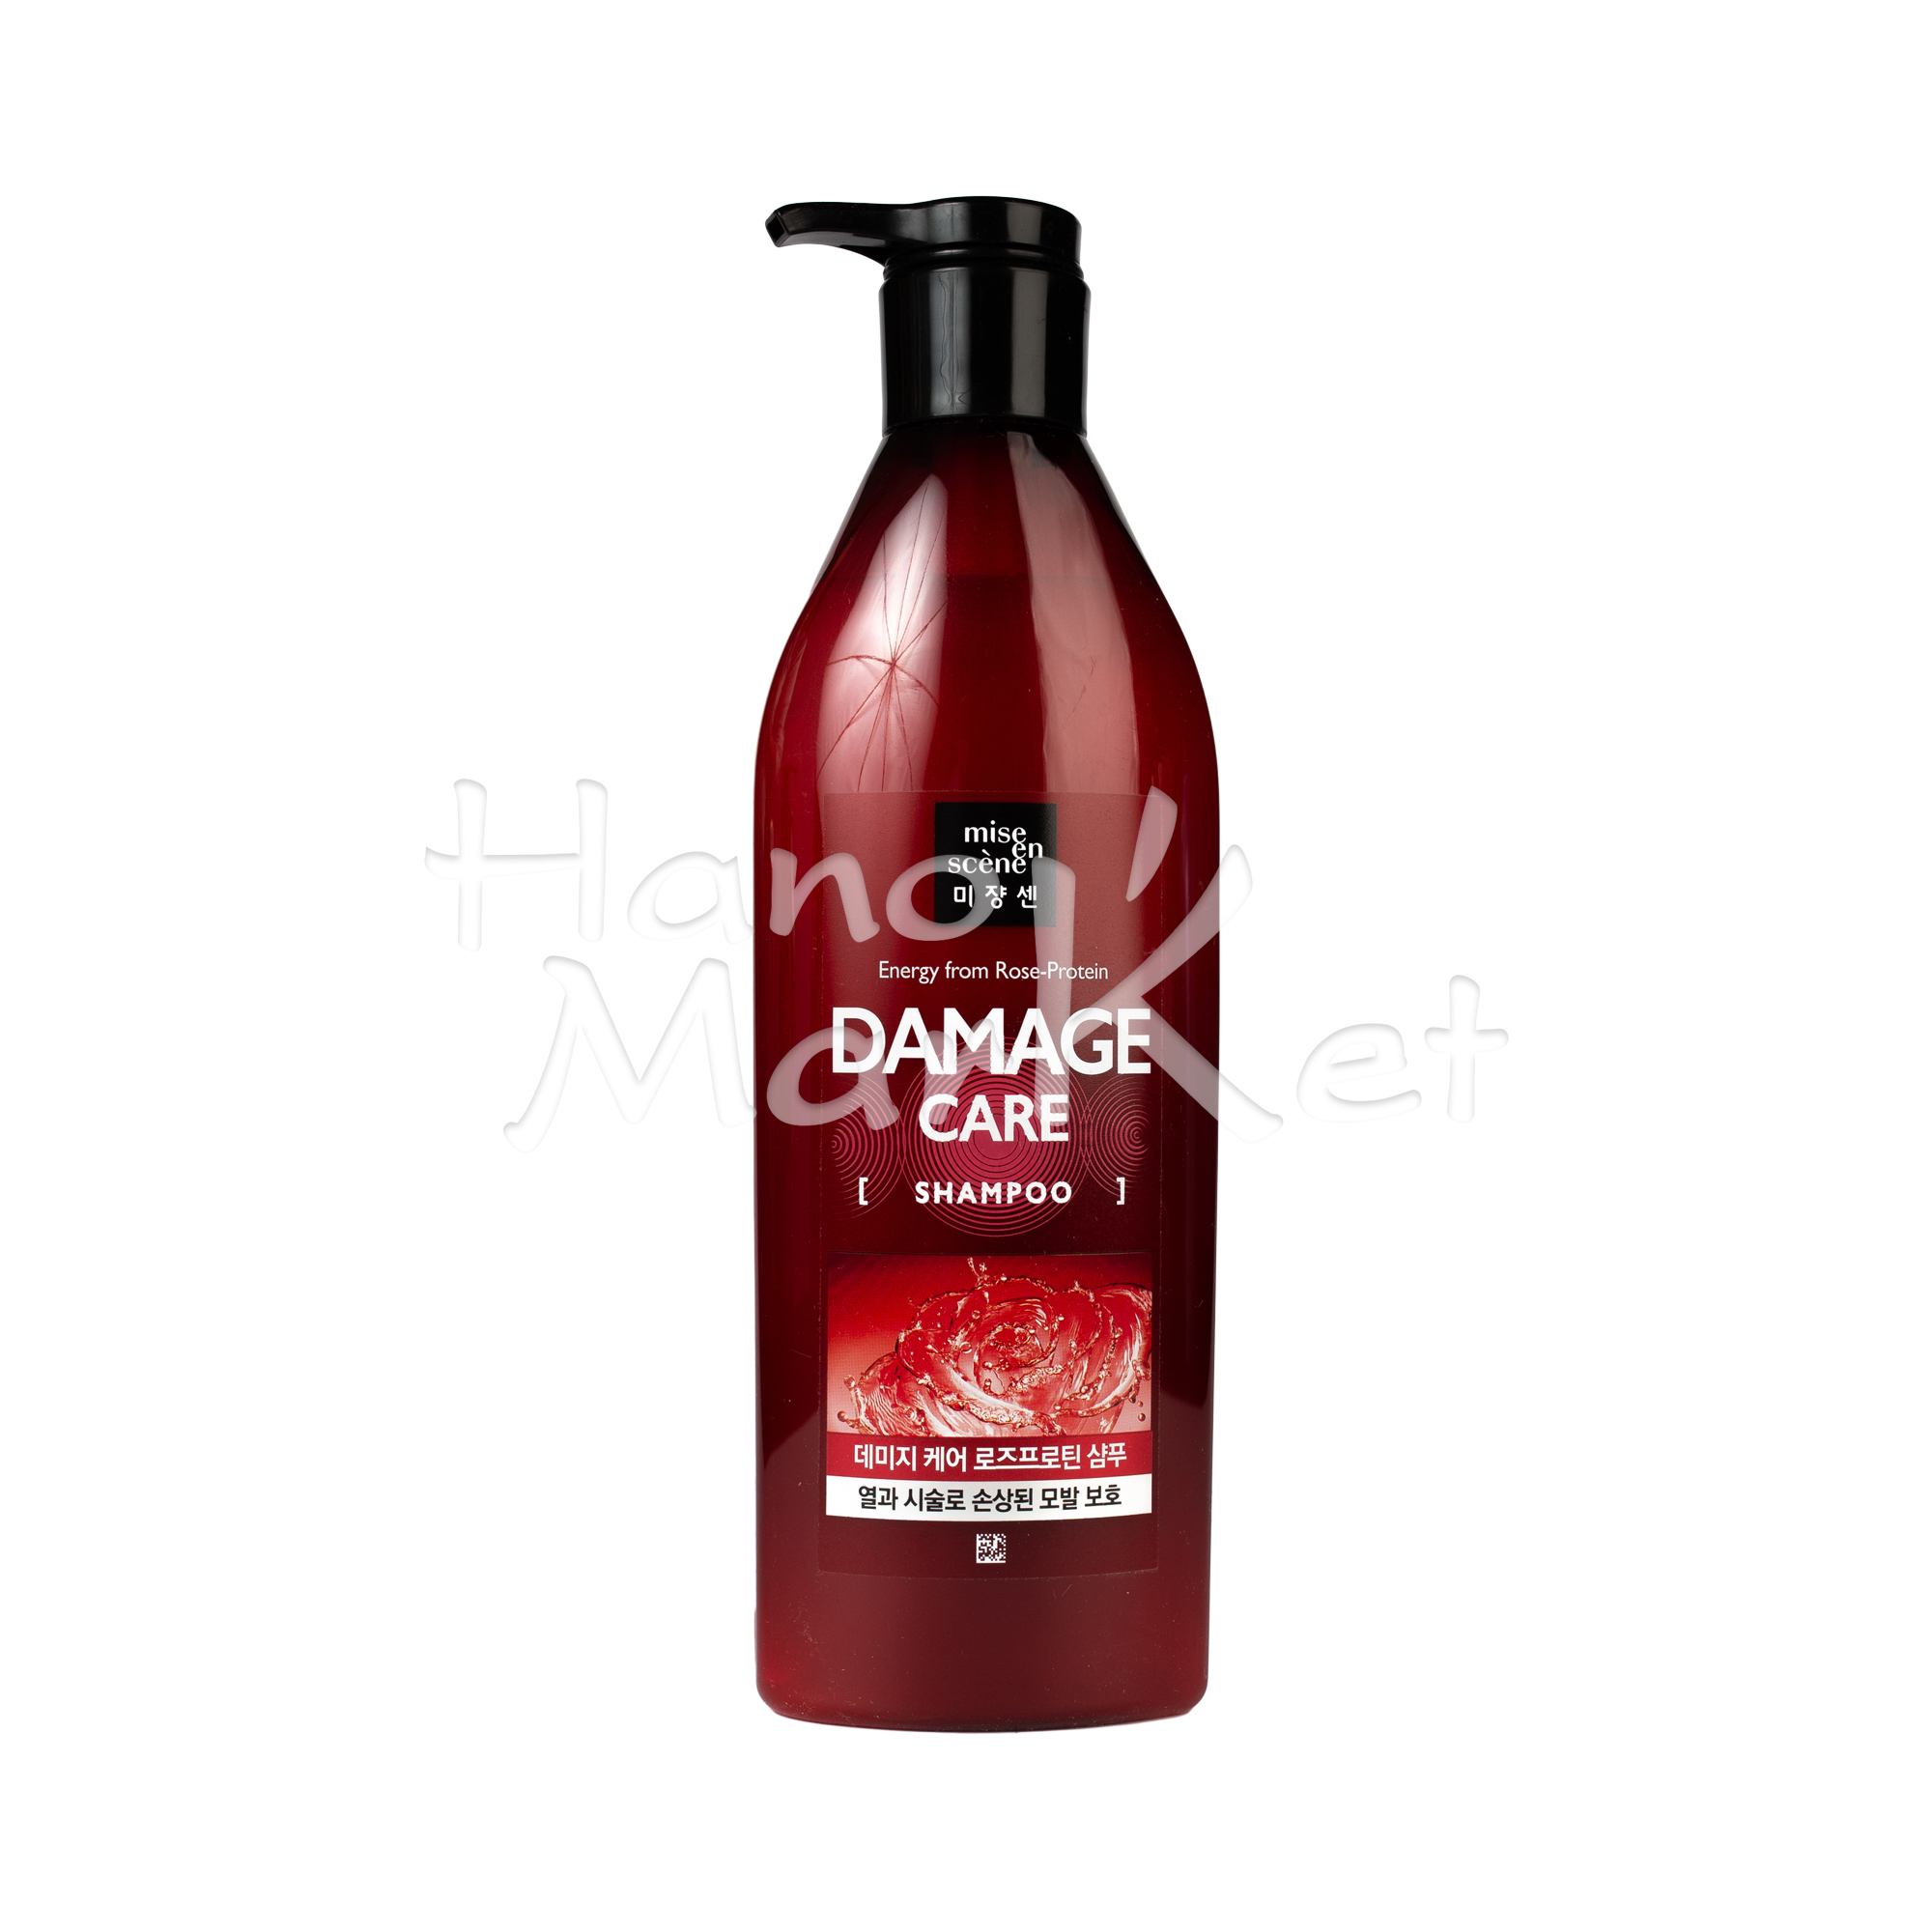 mise
en
scène
미쟝센
Energy from Rose-Protein
DAMAGE
CARE
[ SHAMPOO ]
데미지 케어 로즈프로틴 샴푸
열과 시술로 손상된 모발 보호
Hano K
MarKet